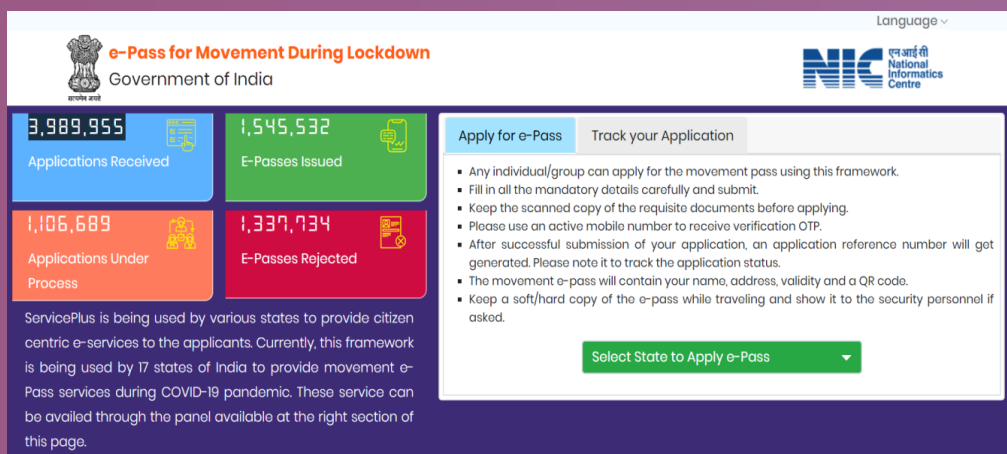 Language
e-Pass for Movement During Lockdown
Government of India
सत्यमेव जयते
NIC
एन आई सी
National
Informatics
Centre
3,989,955
Applications Received
1,545,532
E-Passes Issued
1,106,689
Applications Under
Process
1,337,734
E-Passes Rejected
ServicePlus is being used by various states to provide citizen
centric e-services to the applicants. Currently, this framework
is being used by 17 states of India to provide movement e-
Pass services during COVID-19 pandemic. These service can
be availed through the panel available at the right section of
this page.
Apply for e-Pass
Track your Application
Any individual/group can apply for the movement pass using this framework.
Fill in all the mandatory details carefully and submit.
Keep the scanned copy of the requisite documents before applying.
Please use an active mobile number to receive verification OTP.
After successful submission of your application, an application reference number will get
generated. Please note it to track the application status.
The movement e-pass will contain your name, address, validity and a QR code.
Keep a soft/hard copy of the e-pass while traveling and show it to the security personnel if
asked.
Select State to Apply e-Pass